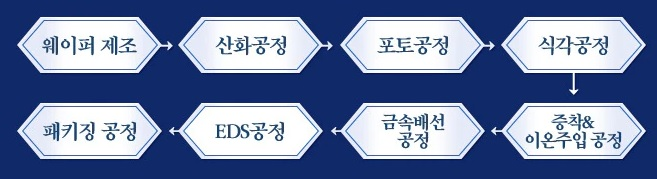 웨이퍼 제조
산화공정
포토공정
식각공정
증착&
이온주입 공정
금속배선
공정
EDS공정
패키징 공정